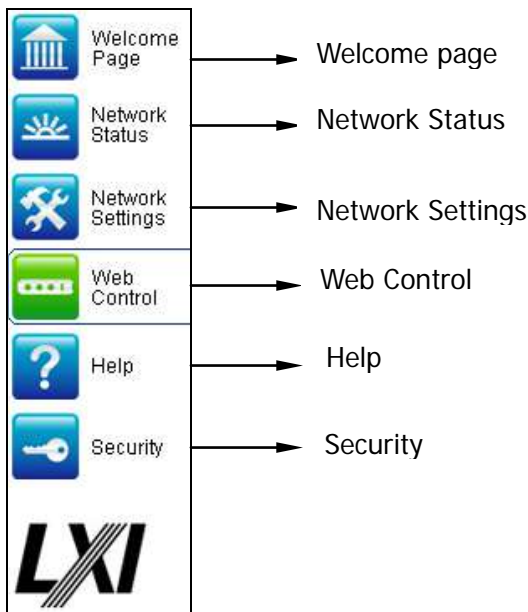 Welcome
Page
Welcome page
Network
Status
Network Status
Network
Settings
Network Settings
Web
Control
Web Control
Help
Help
Security
Security
LXI